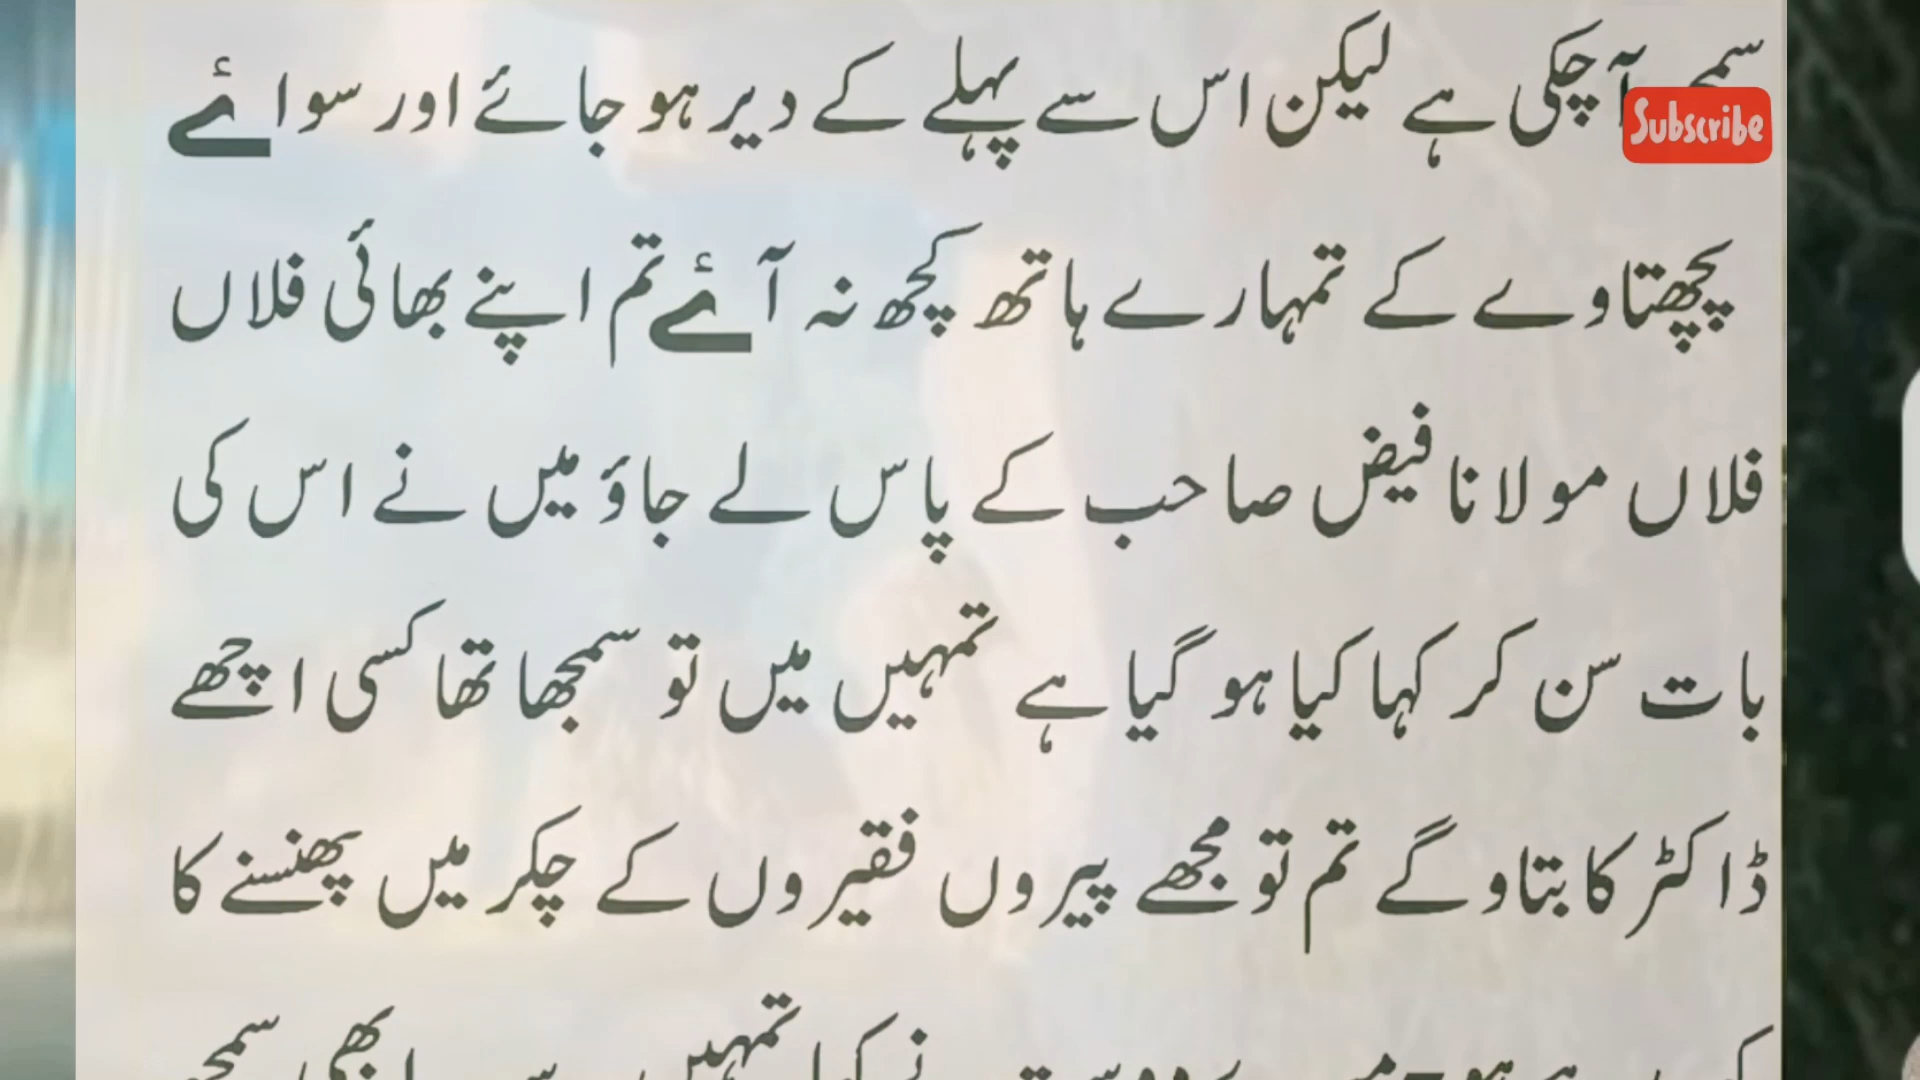 سمجھ آ چکی ہے لیکن اس سے پہلے کے دیر ہو جائے اور سوائے
Subscribe
پچھتاوے کے تمہارے ہاتھ کچھ نہ آئے تم اپنے بھائی فلاں
فلاں مولانا فیض صاحب کے پاس لے جاؤ میں نے اس کی
بات سن کر کہا کیا ہو گیا ہے تمہیں میں تو سمجھا تھا کسی اچھے
ڈاکٹر کا بتاو گے تم تو مجھے پیروں فقیروں کے چکر میں پھنسنے کا